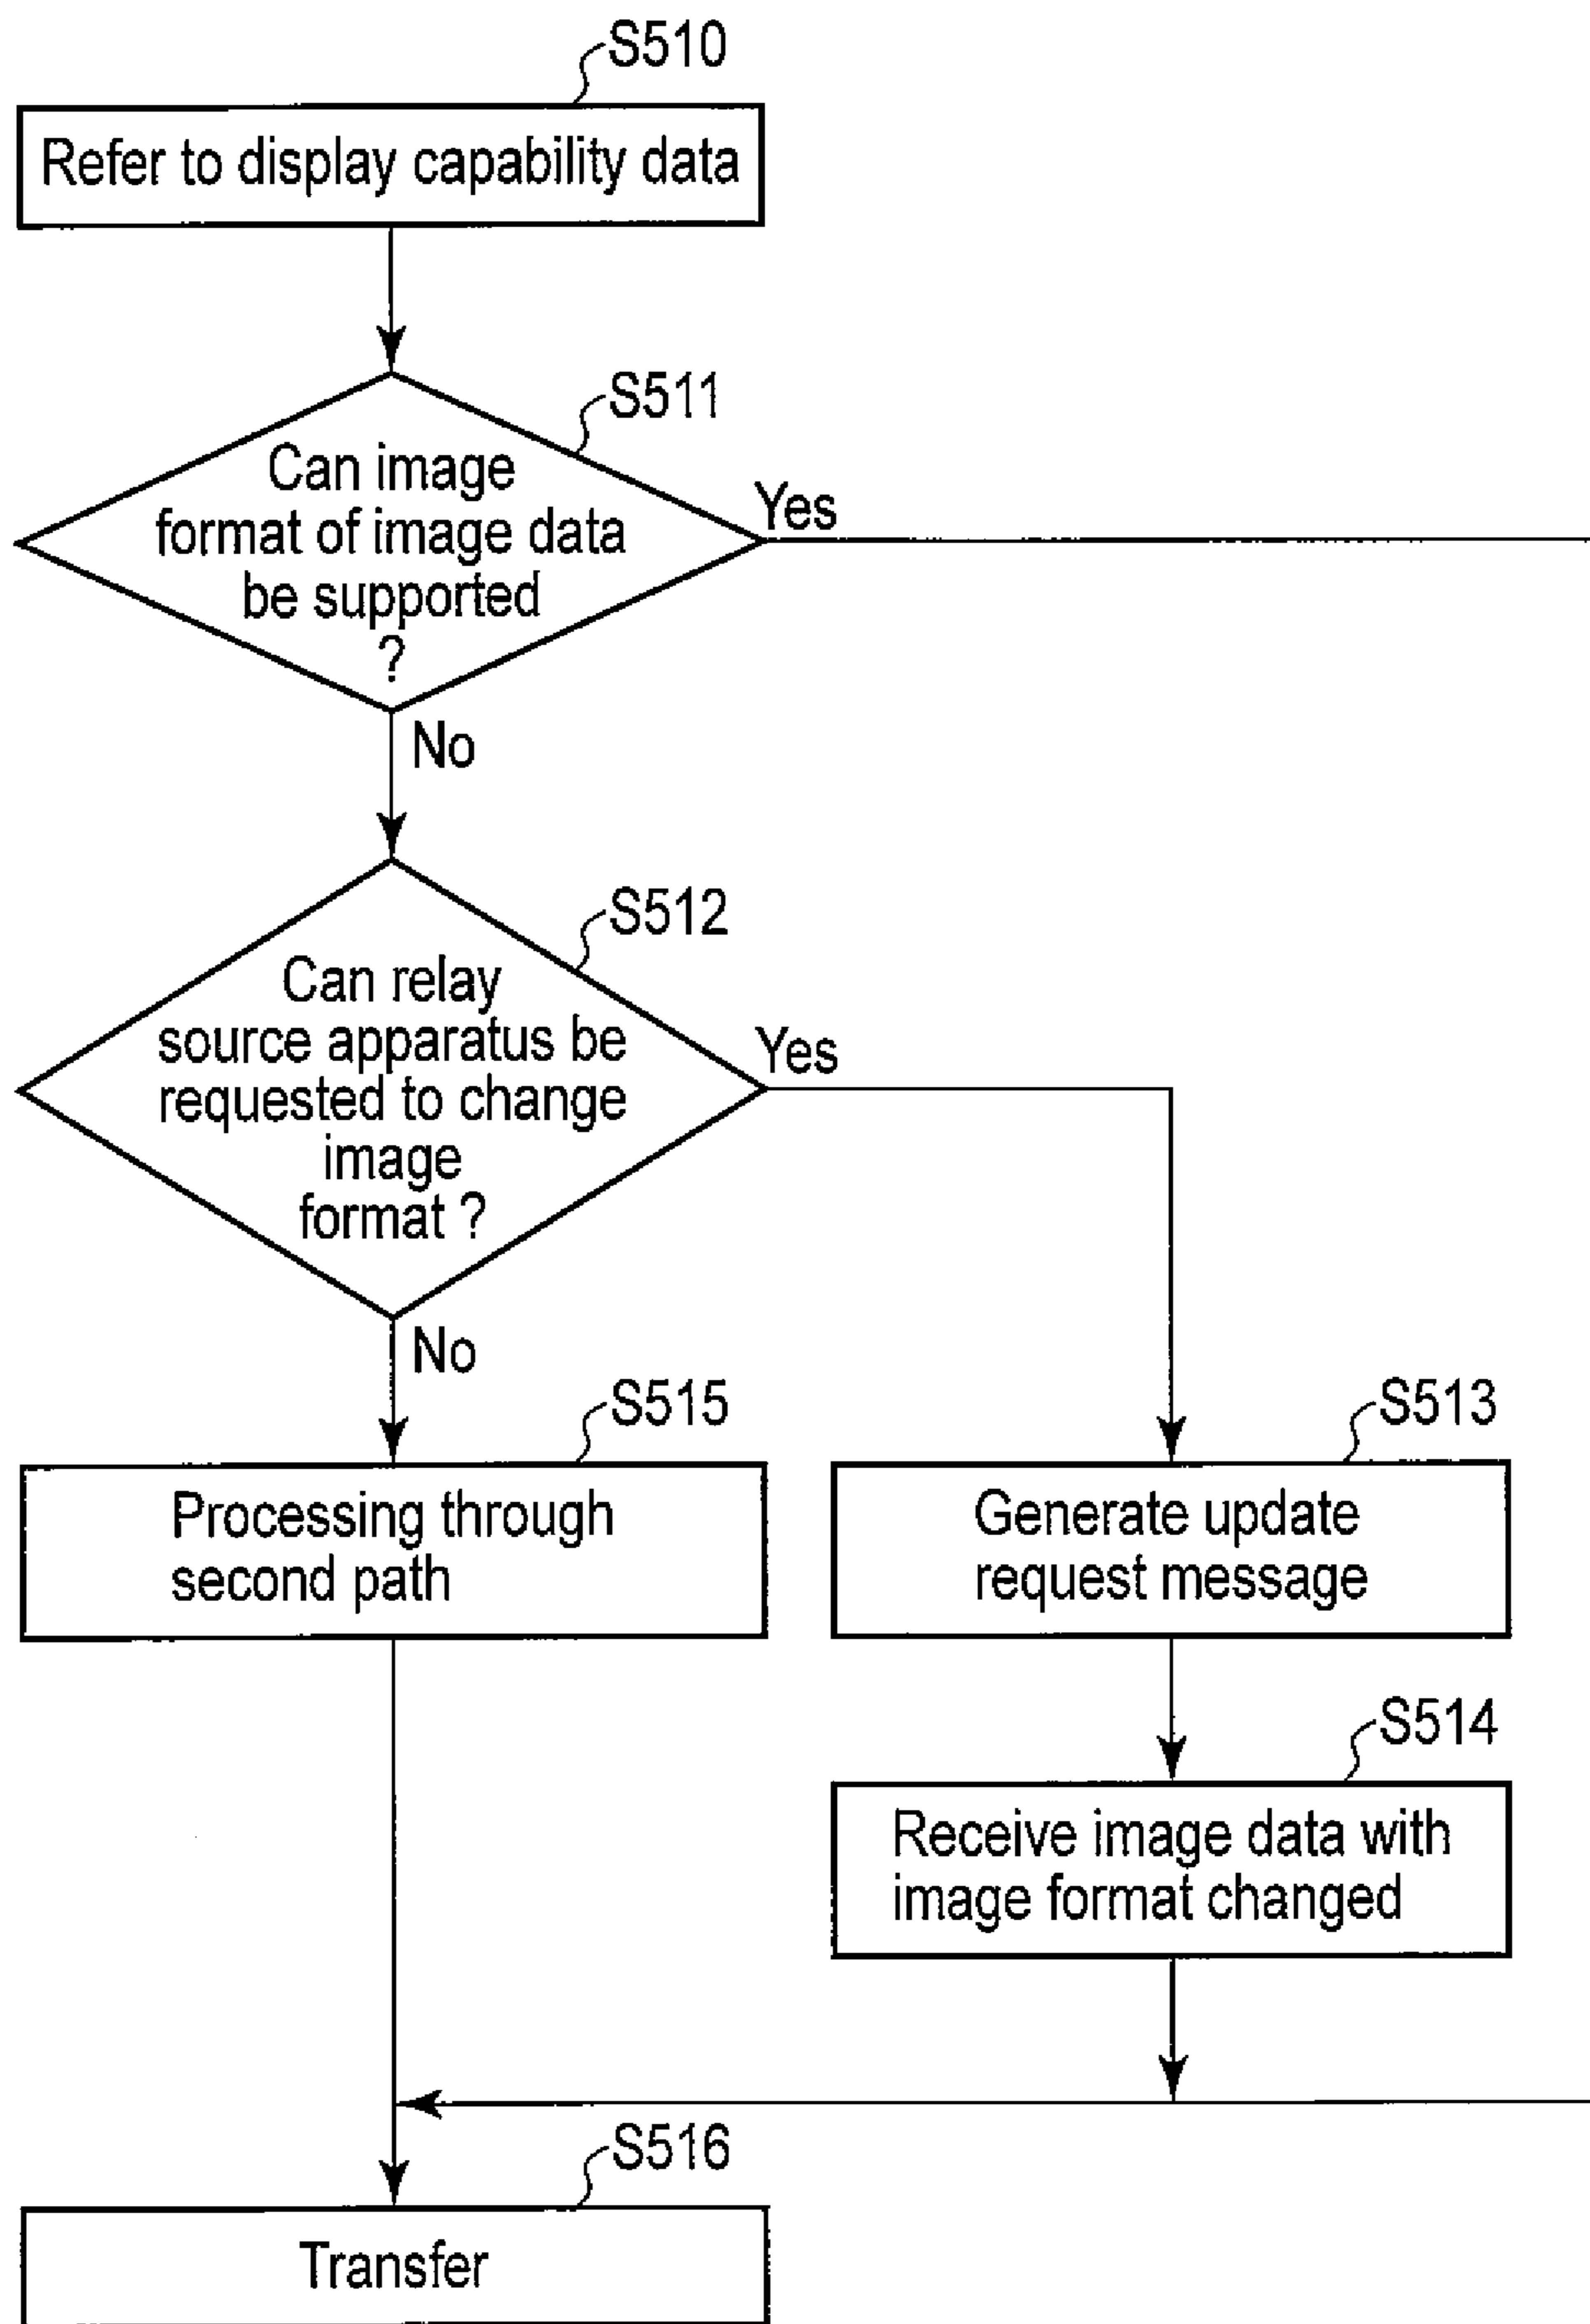 S510
Refer to display capability data
S511
Can image
format of image data
be supported
?
Yes
No
S512
Can relay
source apparatus be
requested to change
image
format ?
Yes
No
S515
Processing through
second path
S513
Generate update
request message
S514
Receive image data with
image format changed
S516
Transfer